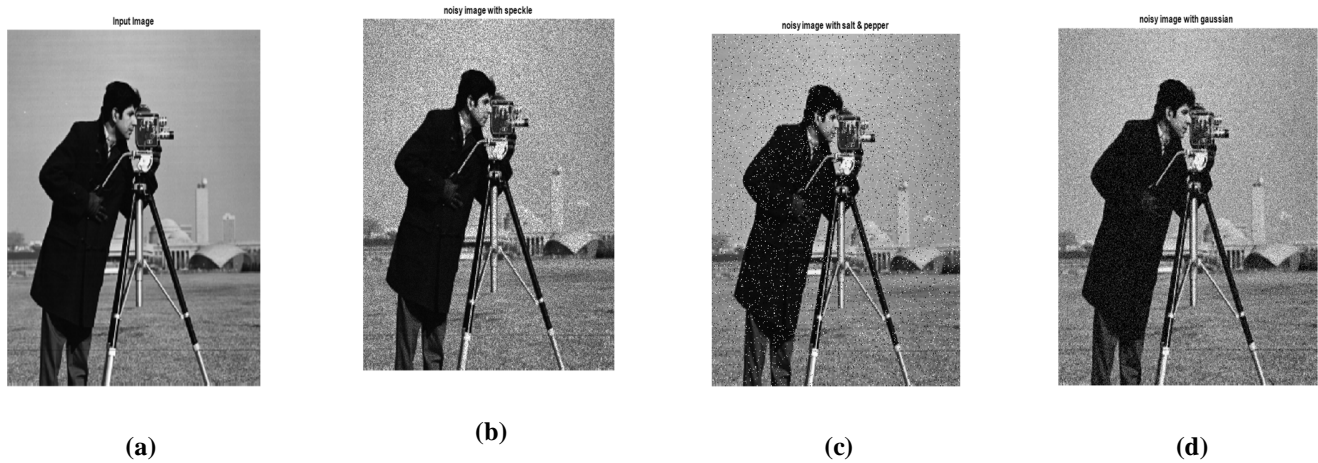 Input Image
noisy image with speckle
noisy image with salt & pepper
noisy image with gaussian
(a)
(b)
(c)
(d)